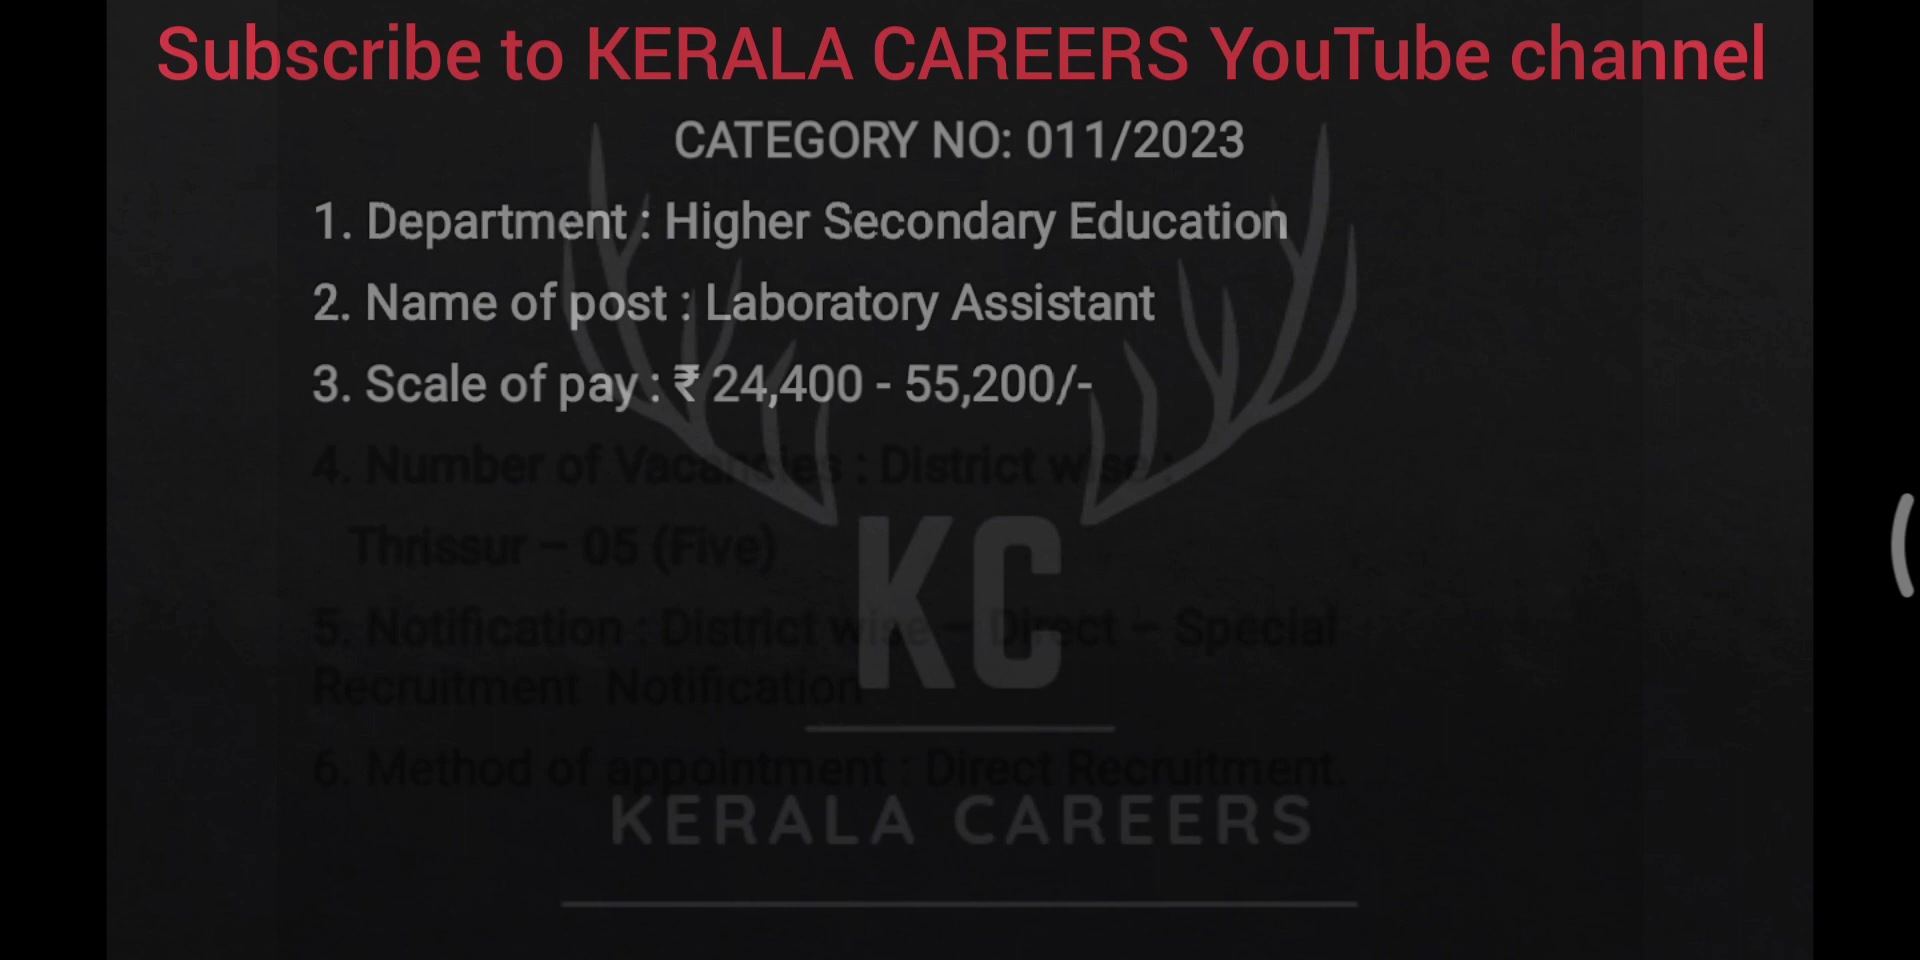 Subscribe to KERALA CAREERS YouTube channel
CATEGORY NO: 011/2023
1. Department : Higher Secondary Education
2. Name of post : Laboratory Assistant
3. Scale of pay : ₹ 24,400 - 55,200/-
4. Number of Vacancies : District wise :
Thrissur – 05 (Five)
5. Notification : District wise – Direct – Special
Recruitment Notification
6. Method of appointment : Direct Recruitment.
KC
KERALA CAREERS